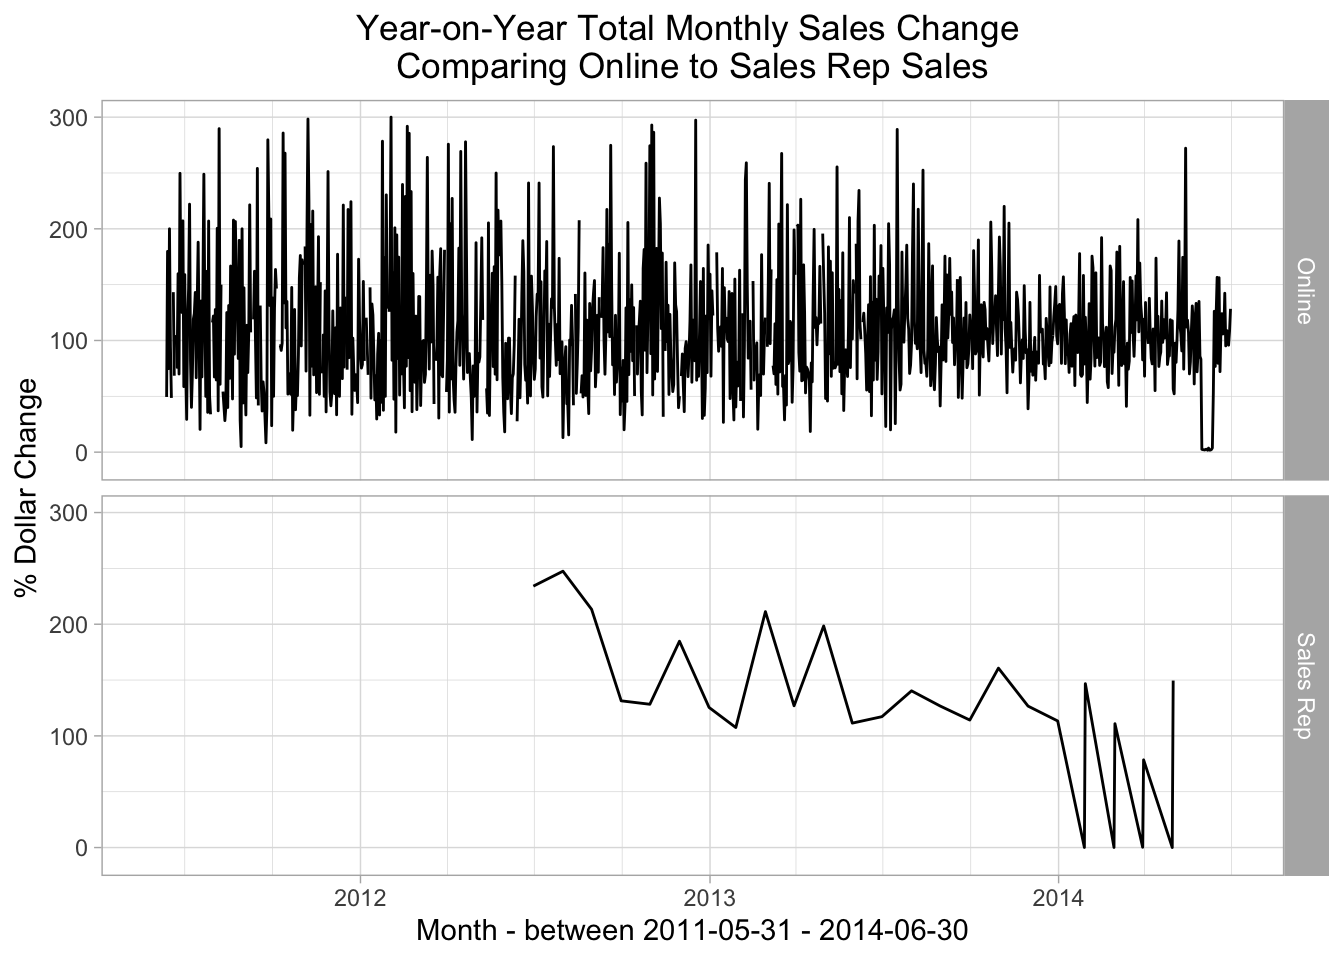 Year-on-Year Total Monthly Sales Change
Comparing Online to Sales Rep Sales
% Dollar Change
300
200
100
0
Online
300
200
100
0
Sales Rep
2012
2013
2014
Month - between 2011-05-31 - 2014-06-30